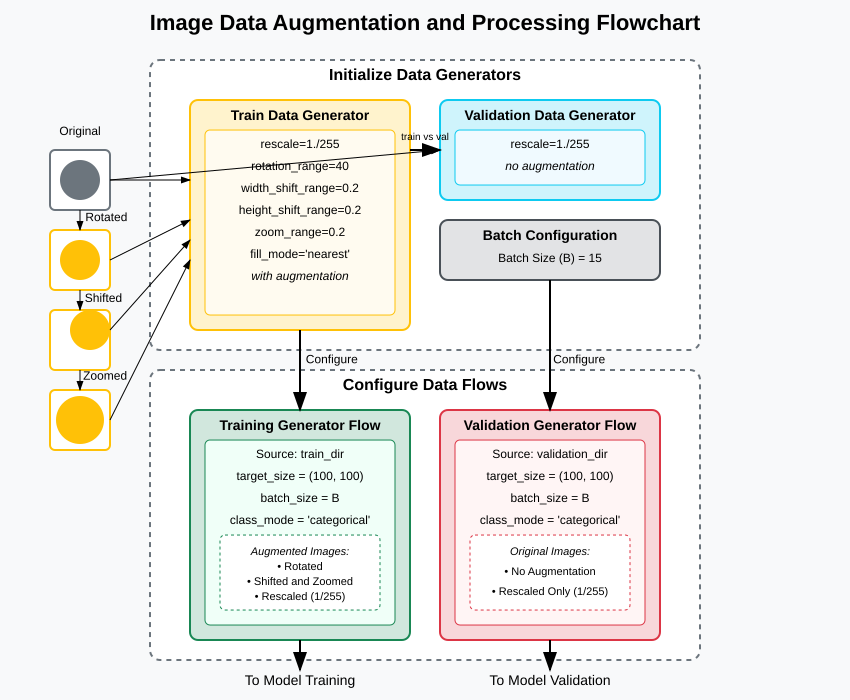 Image Data Augmentation and Processing Flowchart
Initialize Data Generators
Original
Rotated
Shifted
Zoomed
Train Data Generator
rescale=1./255
rotation_range=40
width_shift_range=0.2
height_shift_range=0.2
zoom_range=0.2
fill_mode='nearest'
with augmentation
train vs val
Validation Data Generator
rescale=1./255
no augmentation
Batch Configuration
Batch Size (B) = 15
Configure
Configure
Configure Data Flows
Training Generator Flow
Source: train_dir
target_size = (100, 100)
batch_size = B
class_mode = 'categorical'
Augmented Images:
• Rotated
• Shifted and Zoomed
• Rescaled (1/255)
Validation Generator Flow
Source: validation_dir
target_size = (100, 100)
batch_size = B
class_mode = 'categorical'
Original Images:
• No Augmentation
• Rescaled Only (1/255)
To Model Training
To Model Validation